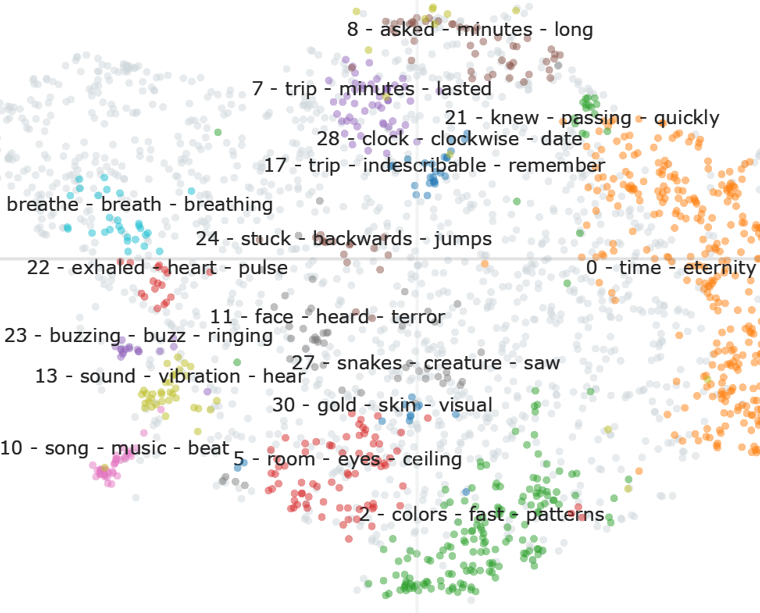 8 - asked - minutes - long
7 - trip - minutes - lasted
21 - knew - passing - quickly
28 - clock - clockwise - date
17 - trip - indescribable - remember
breathe - breath - breathing
24 - stuck - backwards - jumps
22 - exhaled - heart - pulse
0 - time - eternity
11 - face - heard - terror
23 - buzzing - buzz - ringing
27 - snakes - creature - saw
13 - sound - vibration - hear
30 - gold - skin - visual
10 - song - music - beat
5 - room - eyes - ceiling
2 - colors - fast - patterns